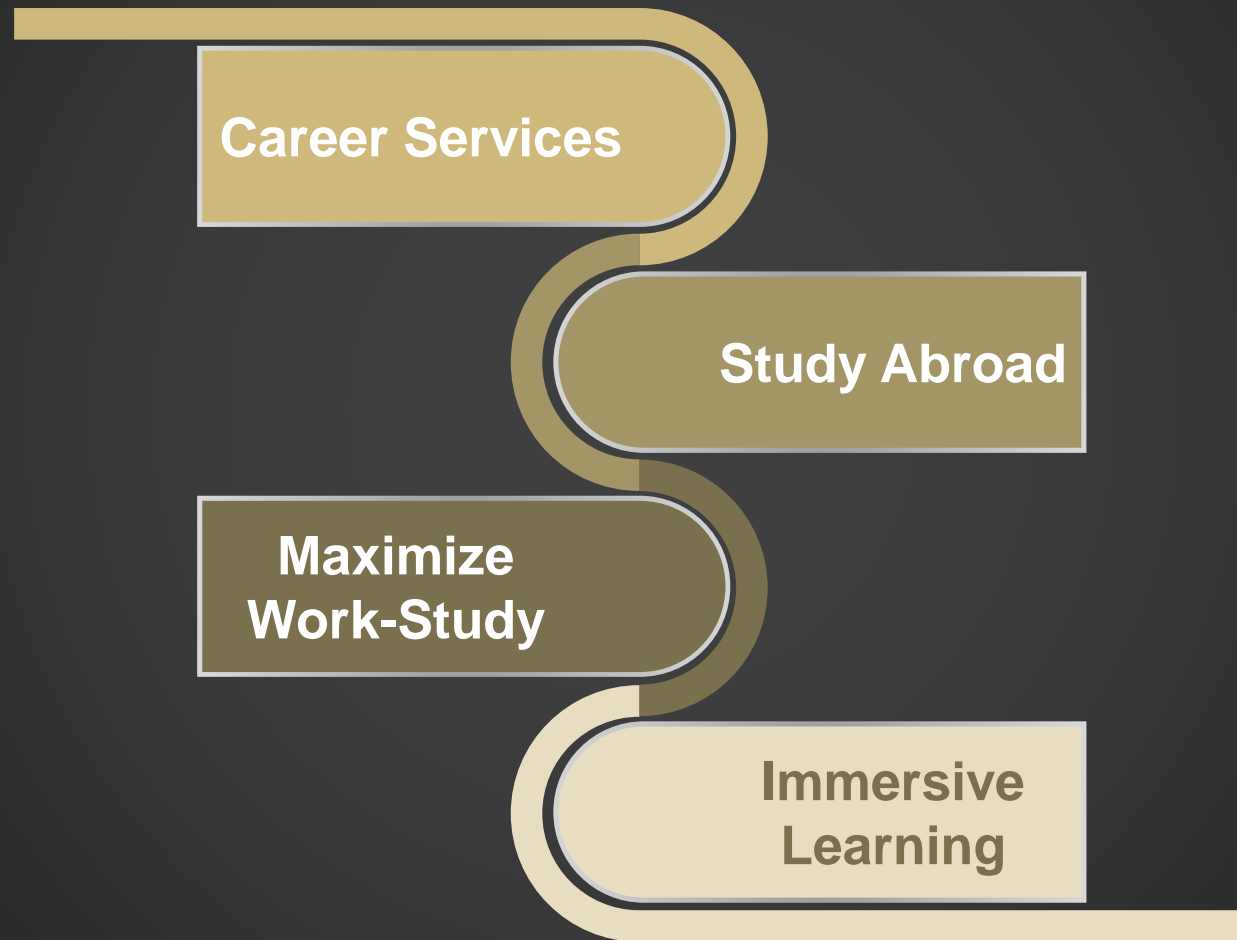 Career Services
Study Abroad
Maximize
Work-Study
Immersive
Learning